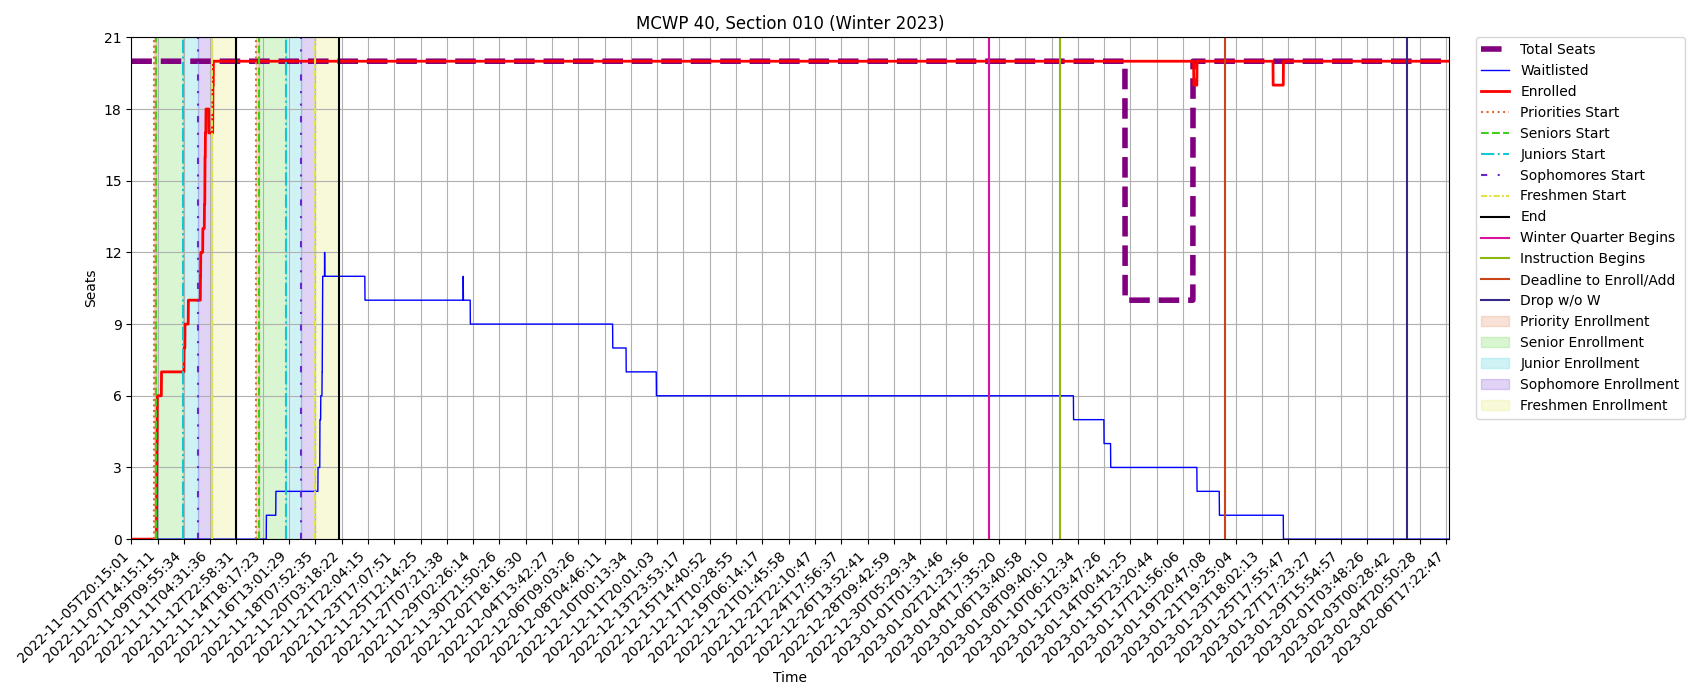 MCWP 40, Section 010 (Winter 2023)
Seats
21
18
15
12
9
6
3
0
2022-11-05T20:15:01
2022-11-07T14:15:11
2022-11-09T09:55:34
2022-11-11T04:31:36
2022-11-12T22:58:31
2022-11-14T18:17:23
2022-11-16T13:01:29
2022-11-18T07:52:35
2022-11-20T03:18:22
2022-11-21T22:04:15
2022-11-23T17:07:51
2022-11-25T12:14:25
2022-11-27T07:21:38
2022-11-29T02:26:14
2022-11-30T21:50:26
2022-12-02T18:16:30
2022-12-04T13:42:27
2022-12-06T09:03:26
2022-12-08T04:46:11
2022-12-10T00:13:34
2022-12-11T20:01:03
2022-12-13T23:53:17
2022-12-15T14:40:52
2022-12-17T10:28:55
2022-12-19T06:14:17
2022-12-21T01:45:58
2022-12-22T22:10:47
2022-12-24T17:56:37
2022-12-26T13:52:41
2022-12-28T09:42:59
2022-12-30T05:29:34
2023-01-01T01:31:46
2023-01-02T21:23:56
2023-01-04T17:35:20
2023-01-06T13:40:58
2023-01-08T09:40:10
2023-01-10T06:12:34
2023-01-12T03:47:26
2023-01-14T00:41:25
2023-01-15T23:20:44
2023-01-17T21:56:06
2023-01-19T20:47:08
2023-01-21T19:25:04
2023-01-23T18:02:13
2023-01-25T17:55:47
2023-01-27T17:23:27
2023-01-29T15:54:57
2023-02-01T03:48:26
2023-02-03T00:28:42
2023-02-04T20:50:28
2023-02-06T17:22:47
Time
Total Seats
Waitlisted
Enrolled
Priorities Start
Seniors Start
Juniors Start
Sophomores Start
Freshmen Start
End
Winter Quarter Begins
Instruction Begins
Deadline to Enroll/Add
Drop w/o W
Priority Enrollment
Senior Enrollment
Junior Enrollment
Sophomore Enrollment
Freshmen Enrollment